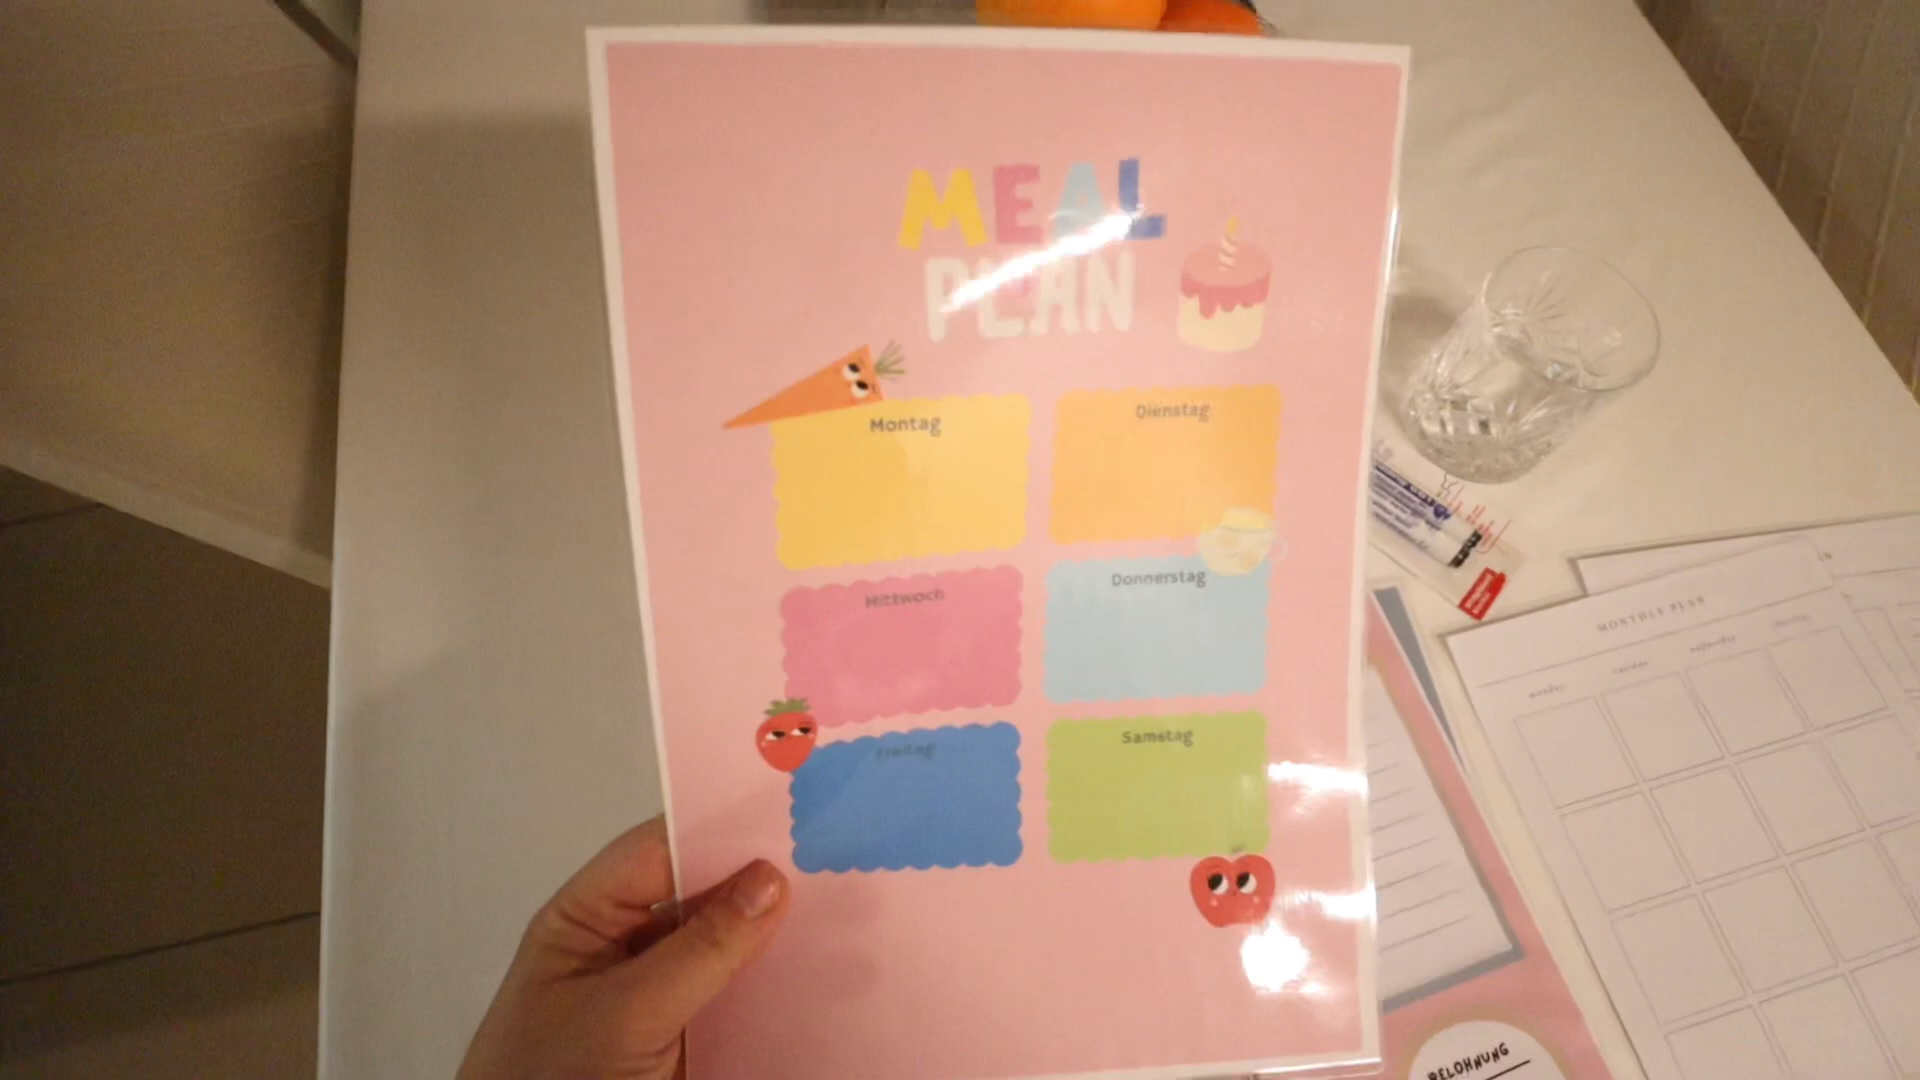 MEAL
PLAN
Montag
Dienstag
Mittwoch
Donnerstag
Freitag
Samstag
MONTHLY PLAN
BELOHNUNG